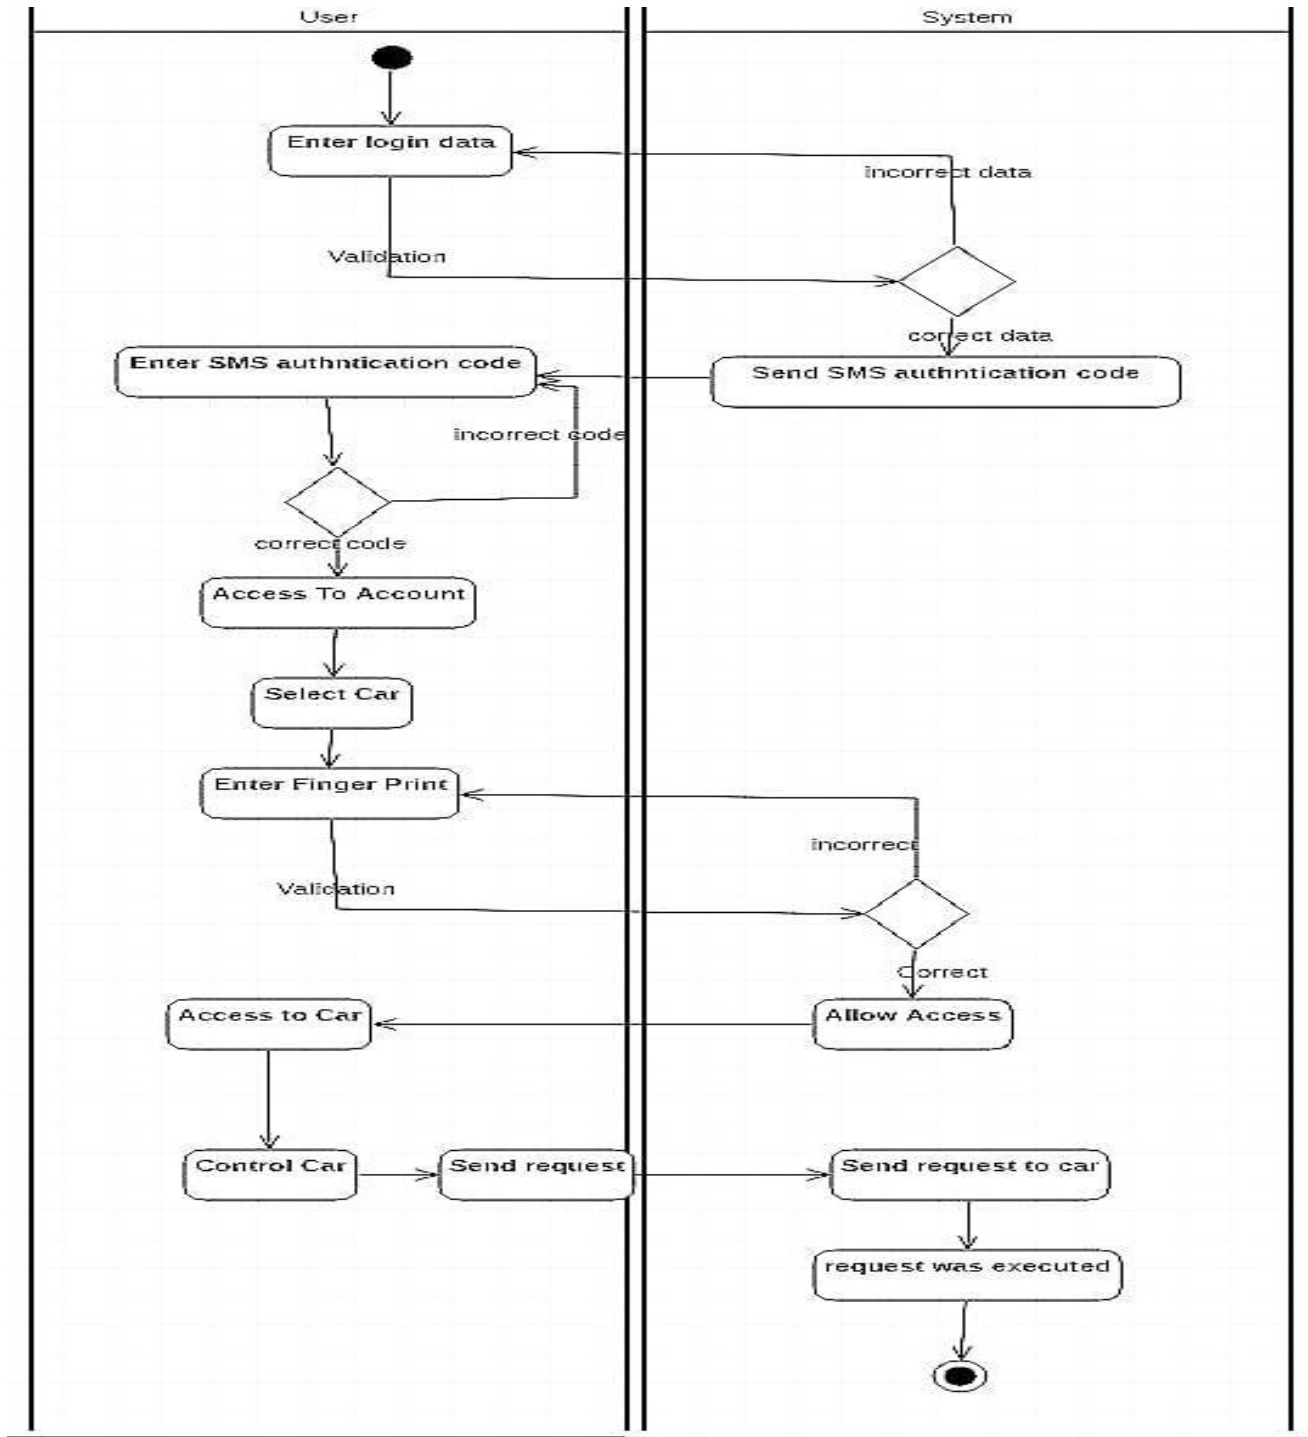 User
System
Enter login data
incorrect data
Validation
correct data
Enter SMS authntication code
Send SMS authntication code
incorrect code
correct code
Access To Account
Select Car
Enter Finger Print
incorrect
Validation
Correct
Access to Car
Allow Access
Control Car
Send request
Send request to car
request was executed